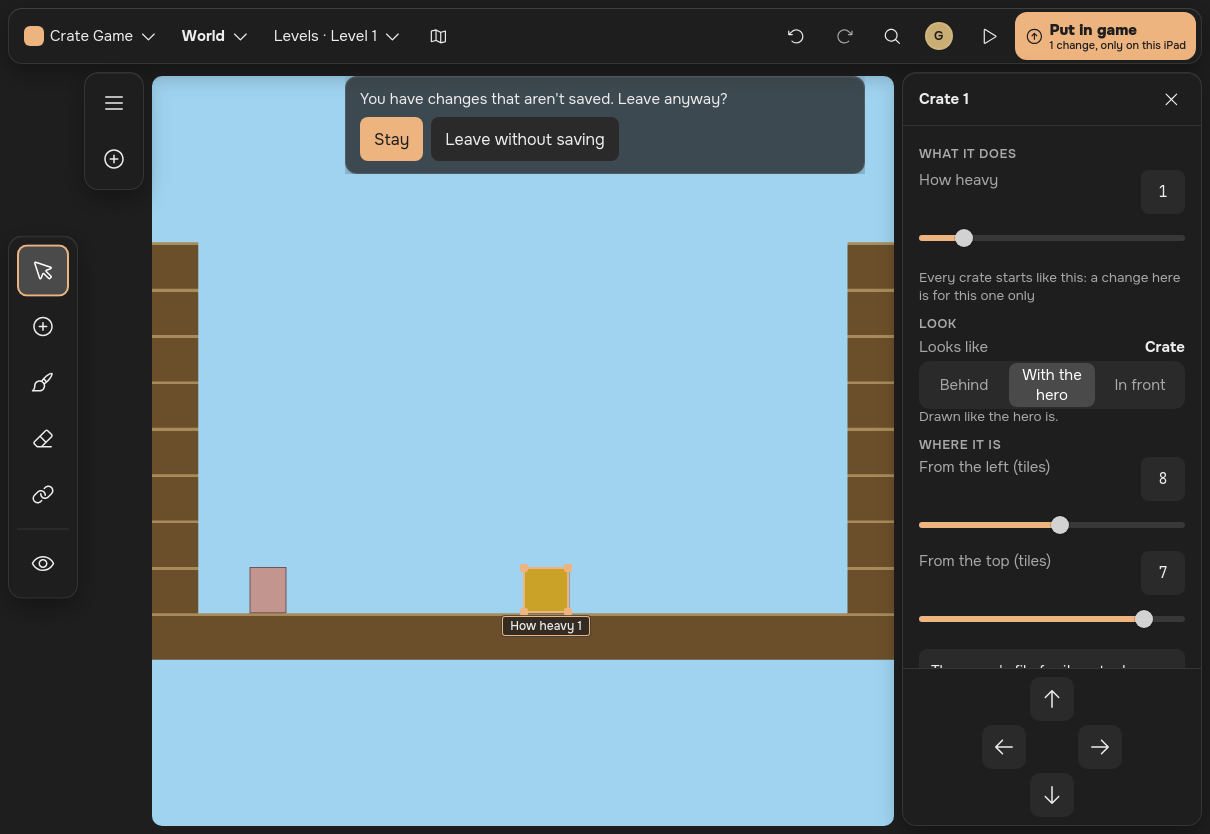 Crate Game
World
Levels · Level 1
G
Put in game
1 change, only on this iPad
You have changes that aren't saved. Leave anyway?
Stay
Leave without saving
How heavy 1
Crate 1
WHAT IT DOES
How heavy
1
Every crate starts like this: a change here
is for this one only
LOOK
Looks like
Crate
Behind
With the
hero
In front
Drawn like the hero is.
WHERE IT IS
From the left (tiles)
8
From the top (tiles)
7